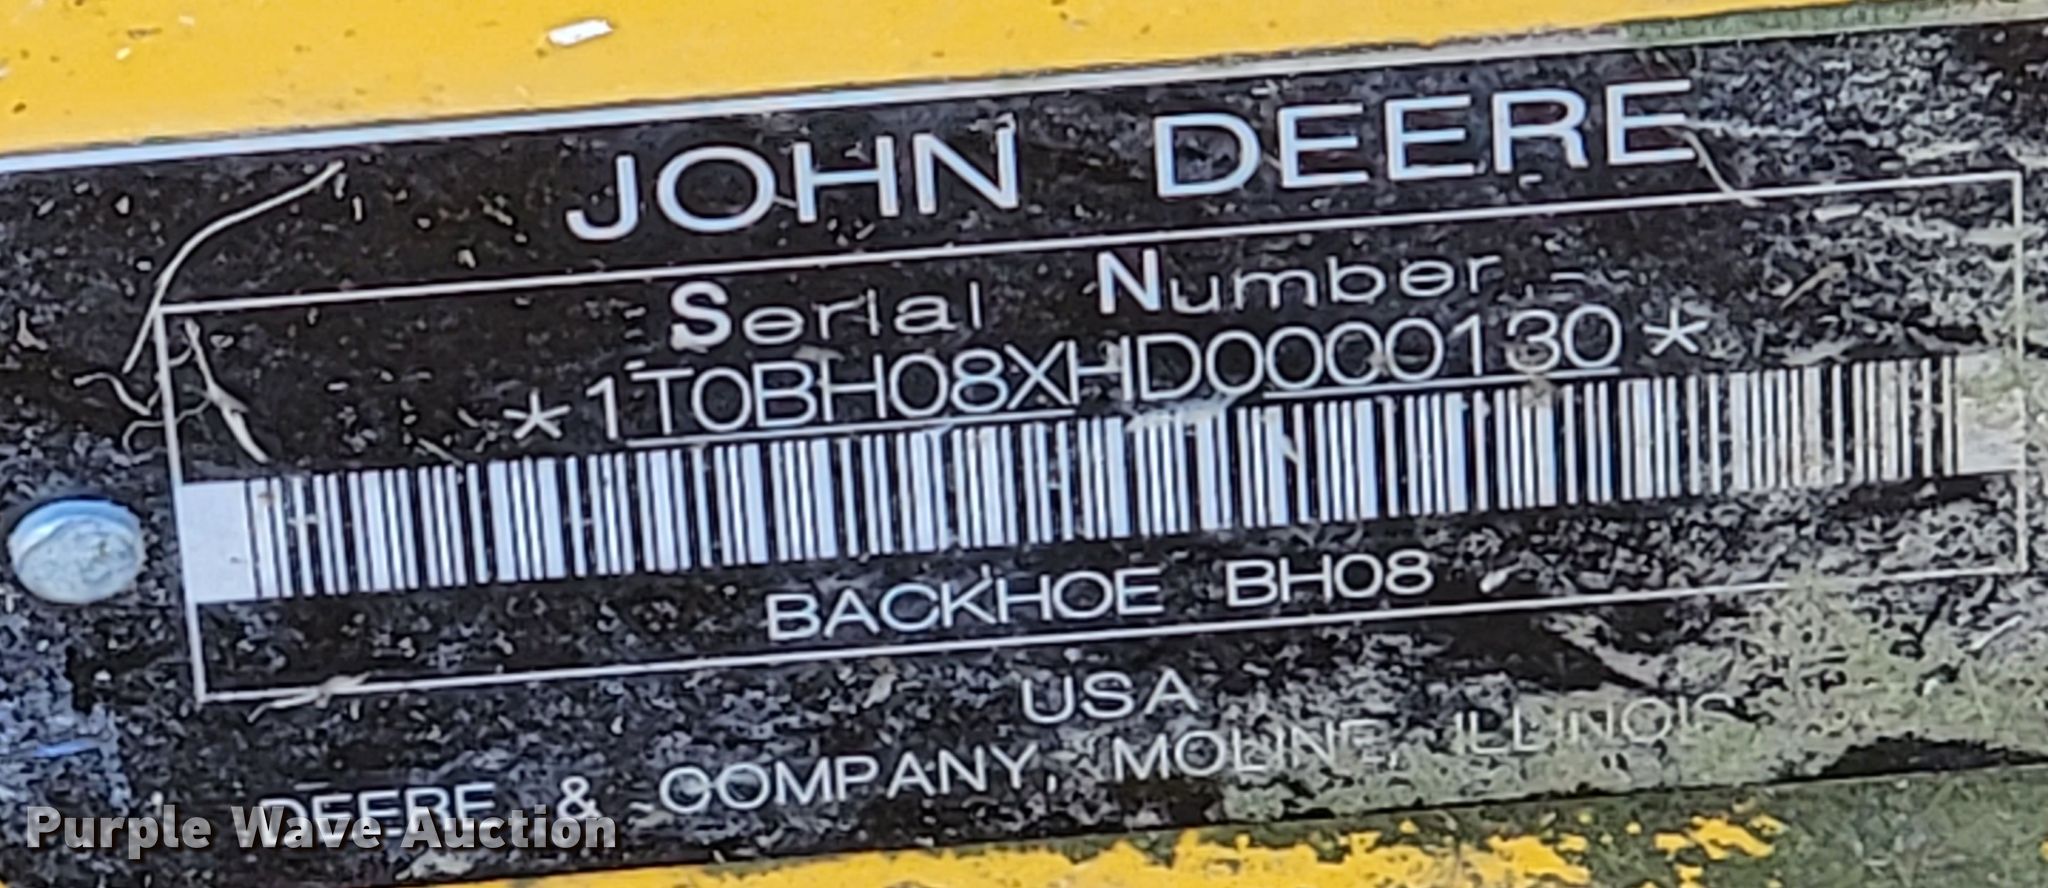 JOHN DEERE
Serial Number
*1T0BH08XHD0000130*
BACKHOE BH08
USA
DEERE & COMPANY, MOLINE, ILLINOIS
Purple Wave Auction